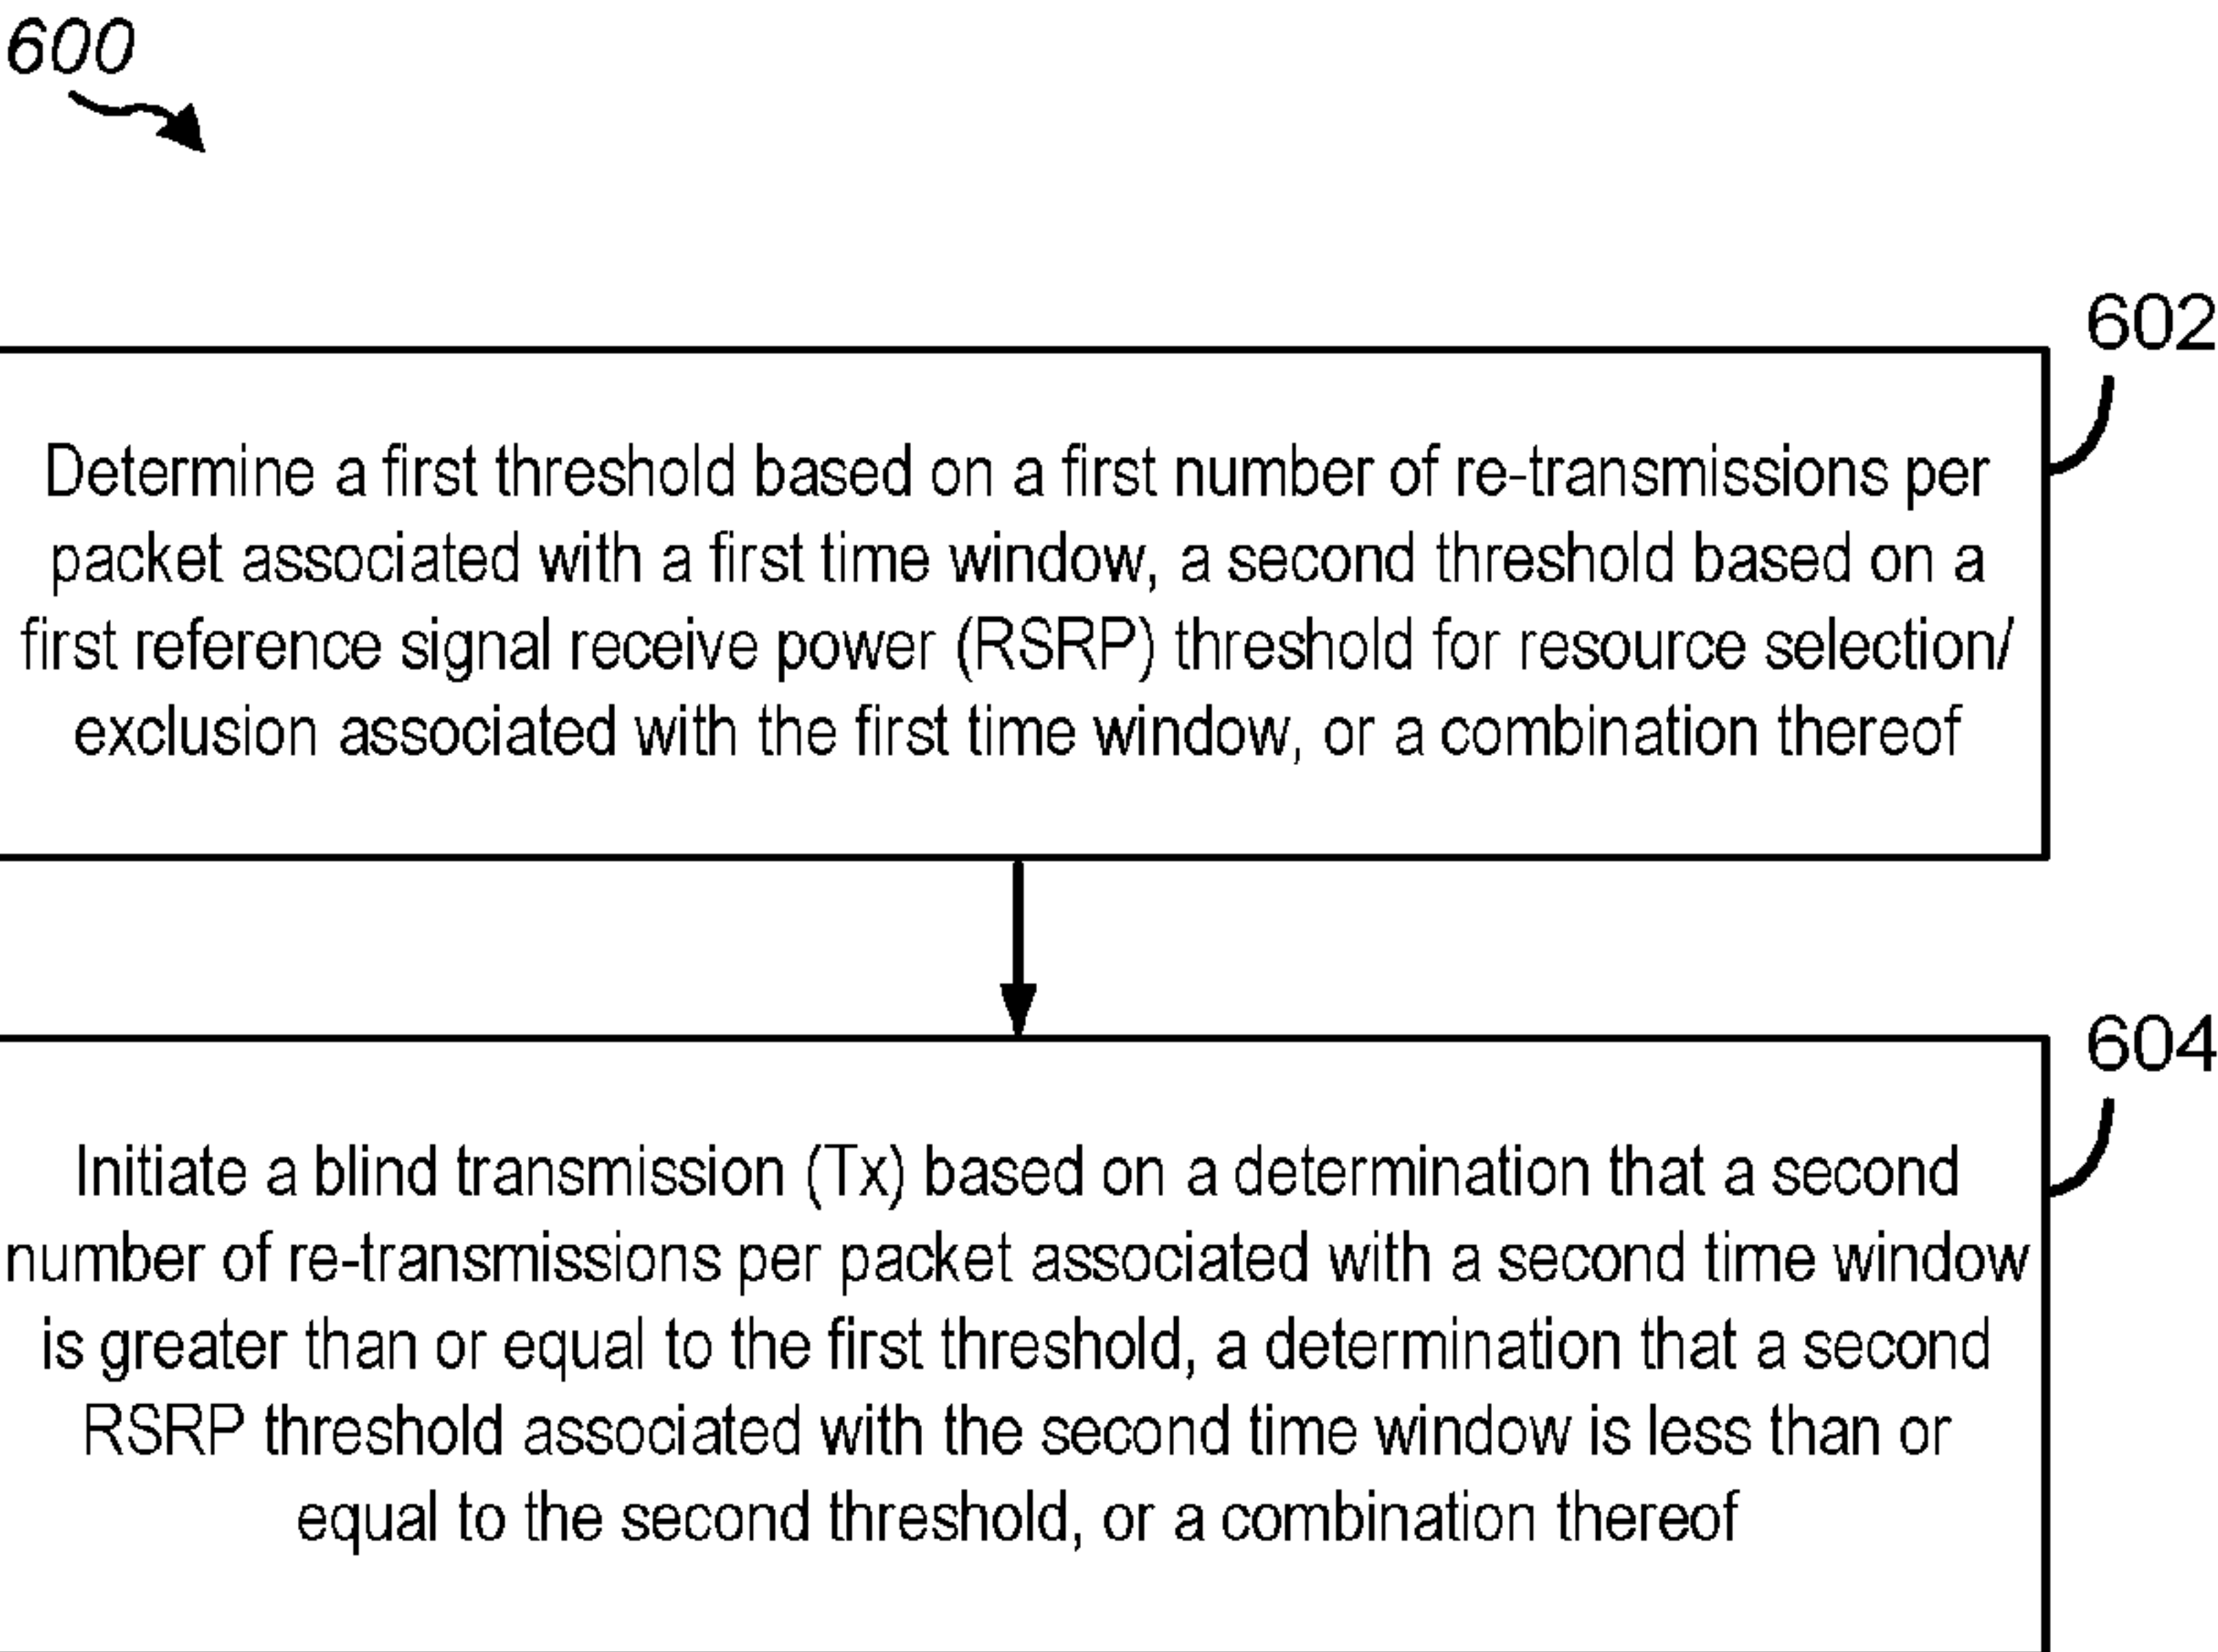 600
602
Determine a first threshold based on a first number of re-transmissions per
packet associated with a first time window, a second threshold based on a
first reference signal receive power (RSRP) threshold for resource selection/
exclusion associated with the first time window, or a combination thereof
604
Initiate a blind transmission (Tx) based on a determination that a second
number of re-transmissions per packet associated with a second time window
is greater than or equal to the first threshold, a determination that a second
RSRP threshold associated with the second time window is less than or
equal to the second threshold, or a combination thereof